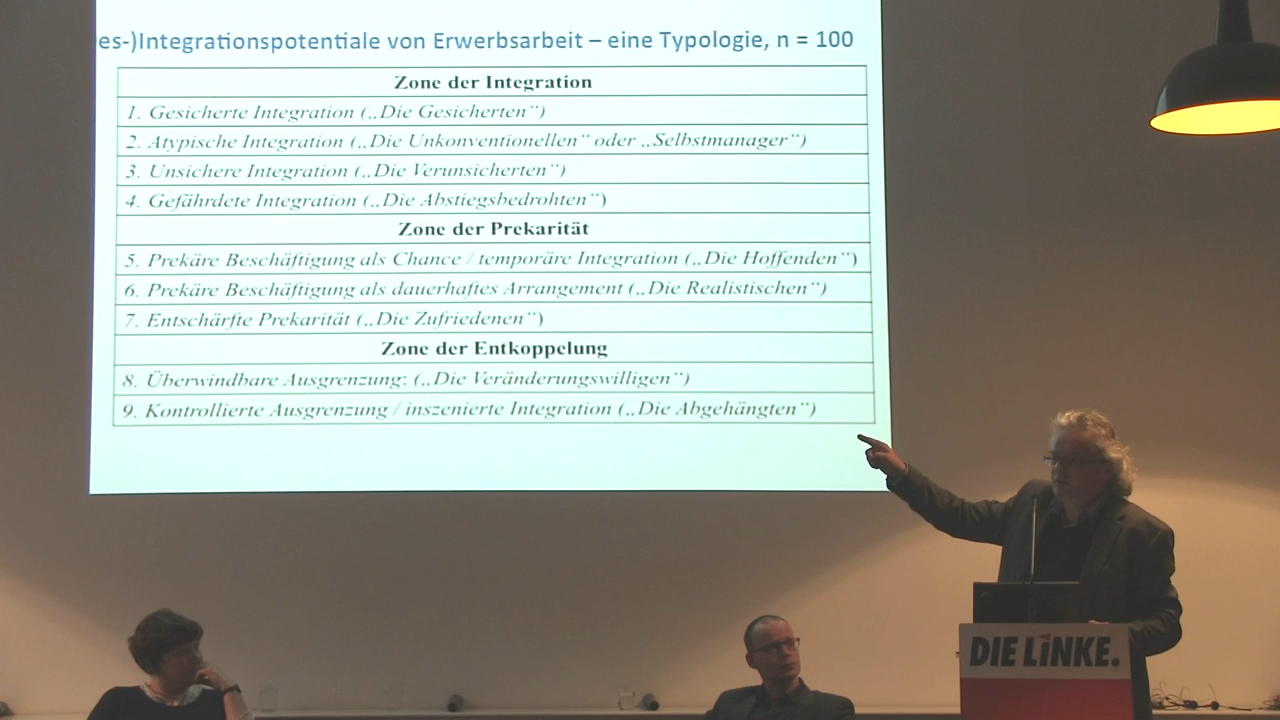 es-)Integrationspotentiale von Erwerbsarbeit – eine Typologie, n = 100
Zone der Integration
1. Gesicherte Integration („Die Gesicherten“)
2. Atypische Integration („Die Unkonventionellen“ oder „Selbstmanager“)
3. Unsichere Integration („Die Verunsicherten“)
4. Gefährdete Integration („Die Abstiegsbedrohten“)
Zone der Prekarität
5. Prekäre Beschäftigung als Chance / temporäre Integration („Die Hoffenden“)
6. Prekäre Beschäftigung als dauerhaftes Arrangement („Die Realistischen“)
7. Entschärfte Prekarität („Die Zufriedenen“)
Zone der Entkoppelung
8. Überwindbare Ausgrenzung: („Die Veränderungswilligen“)
9. Kontrollierte Ausgrenzung / inszenierte Integration („Die Abgehängten“)
DIE LINKE.